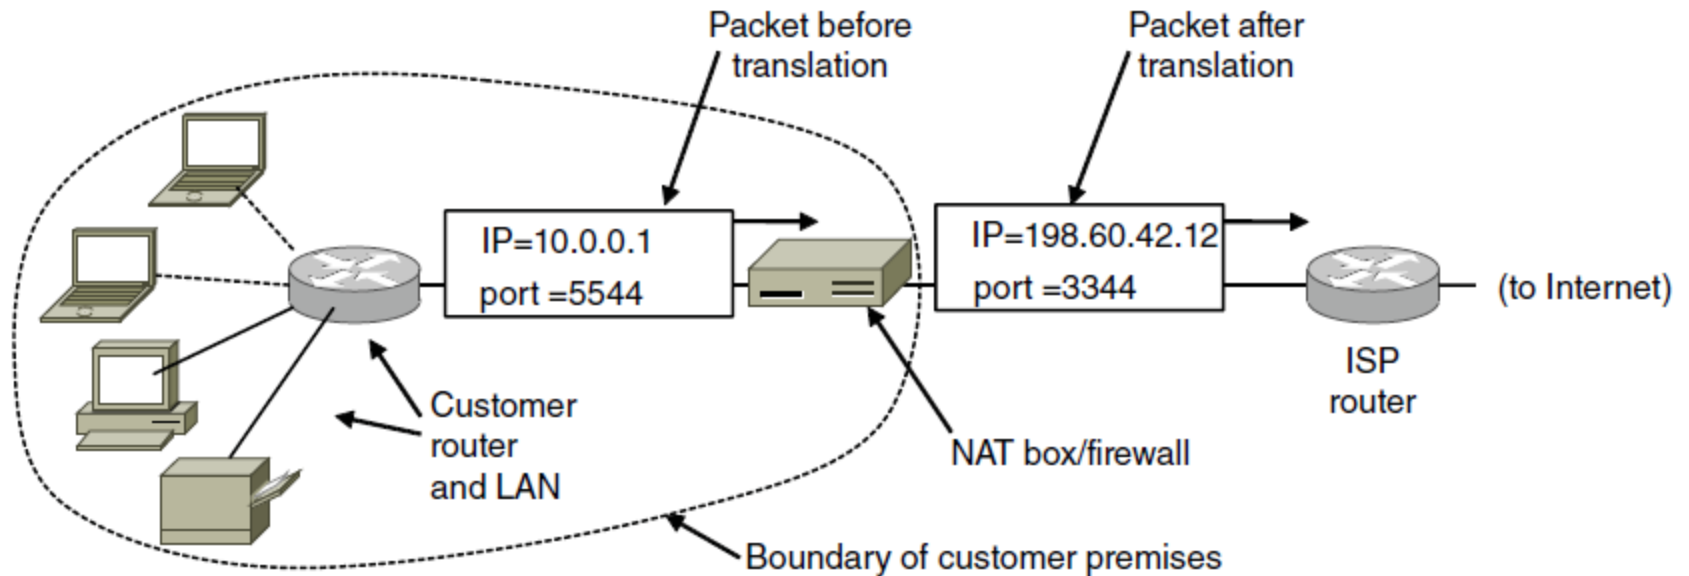 Packet before
translation
Packet after
translation
IP=10.0.0.1
port =5544
IP=198.60.42.12
port =3344
(to Internet)
ISP
router
Customer
router
and LAN
NAT box/firewall
Boundary of customer premises